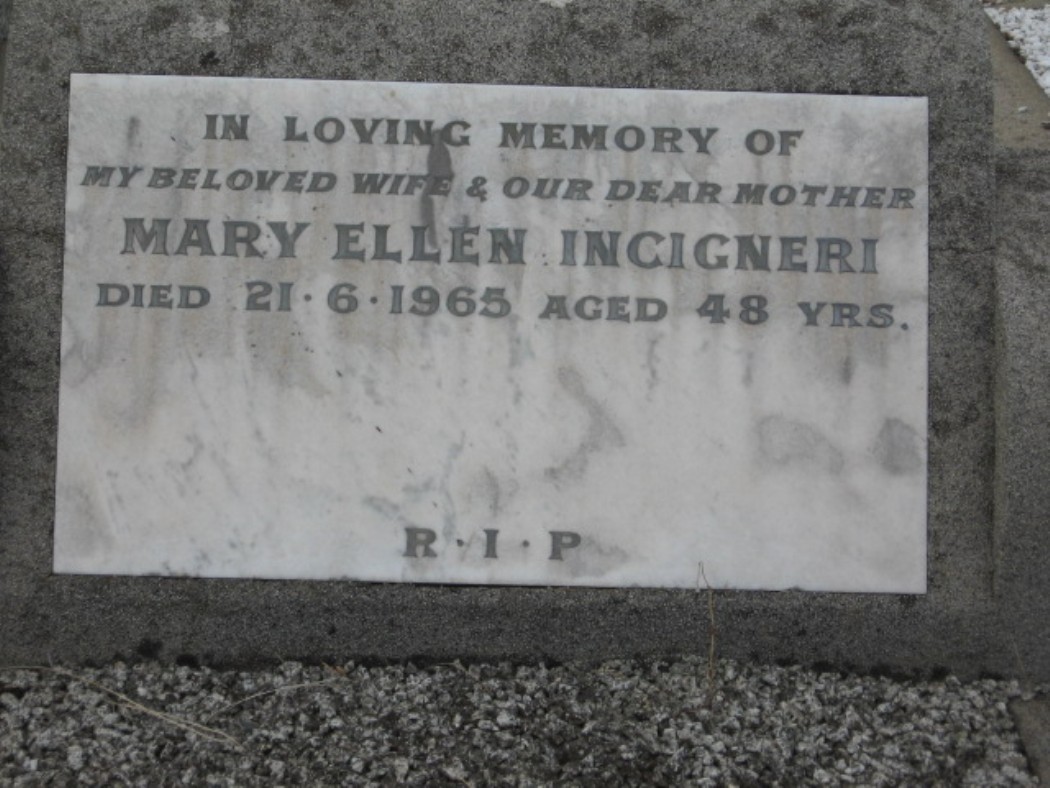 IN LOVING MEMORY OF
MY BELOVED WIFE & OUR DEAR MOTHER
MARY ELLEN INCIGNERI
DIED 21·6·1965 AGED 48 YRS.
R·I·P